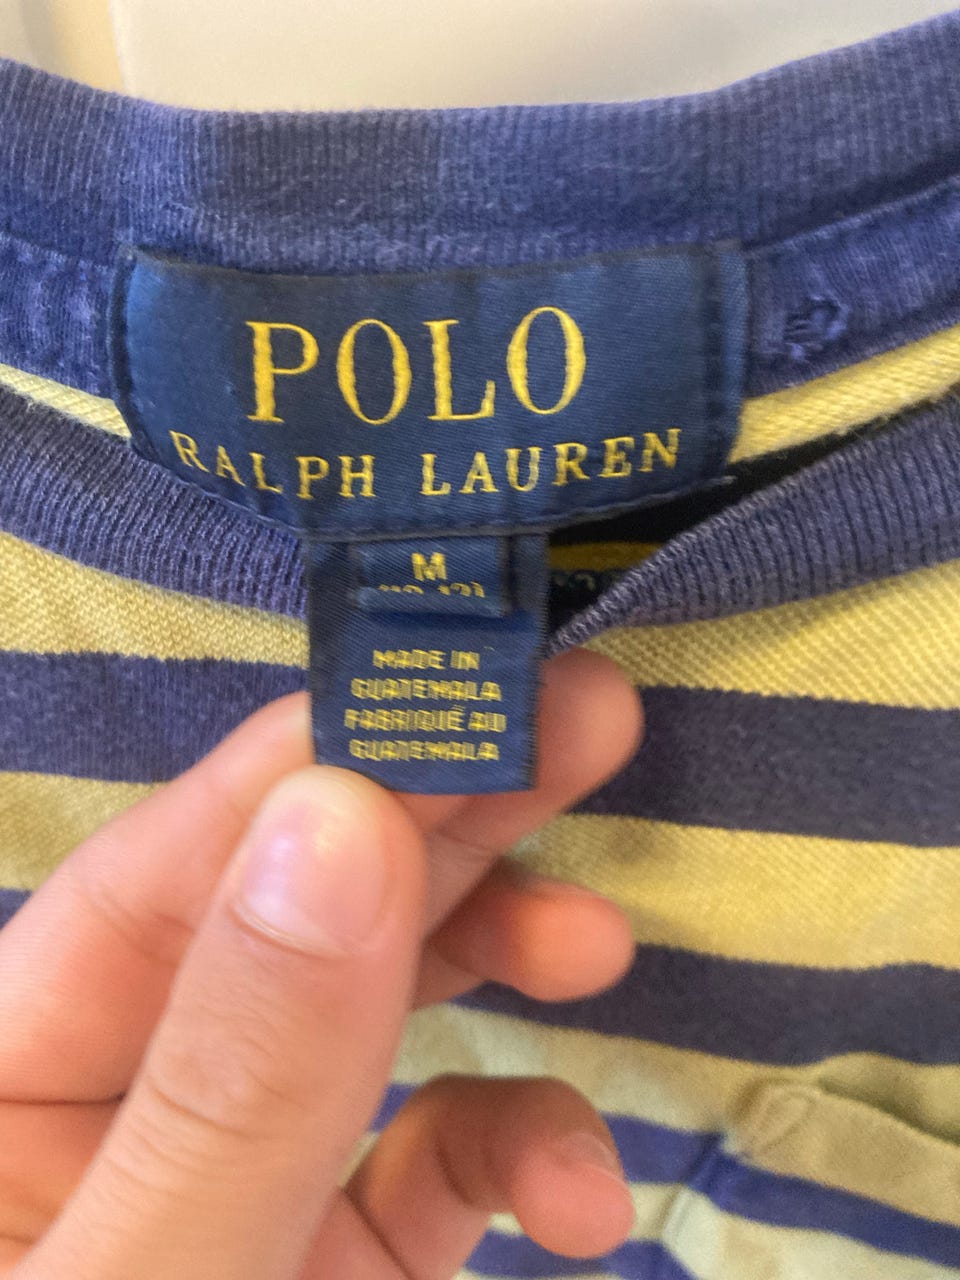 POLO
RALPH LAUREN
M
MADE IN
GUATEMALA
FABRIQUÉ AU
GUATEMALA